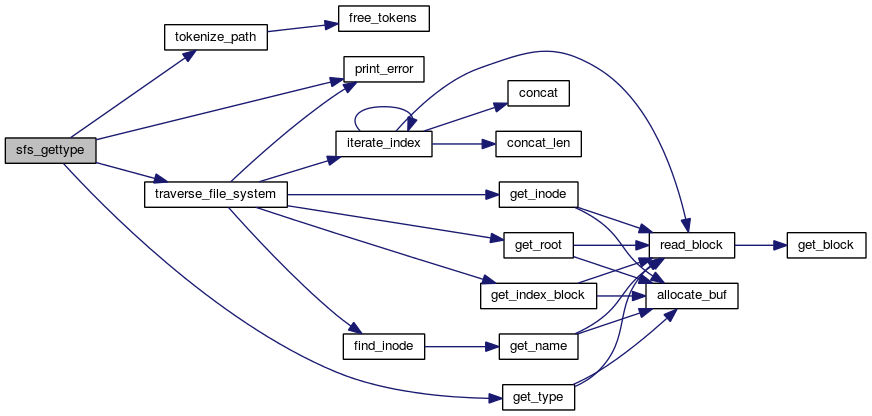 free_tokens
tokenize_path
print_error
concat
iterate_index
concat_len
sfs_gettype
traverse_file_system
get_inode
get_root
read_block
get_block
get_index_block
allocate_buf
find_inode
get_name
get_type